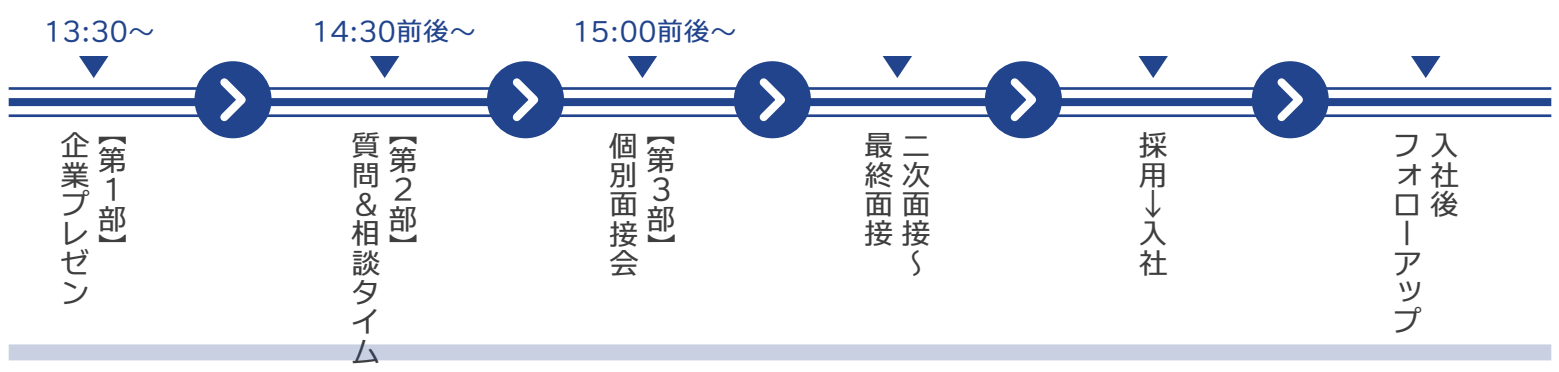 13:30～
14:30前後～
15:00前後～
【第1部】
企業プレゼン
【第2部】
質問&相談タイム
【第3部】
個別面接会
二次面接～
最終面接
採用→入社
入社後
フォローアップ